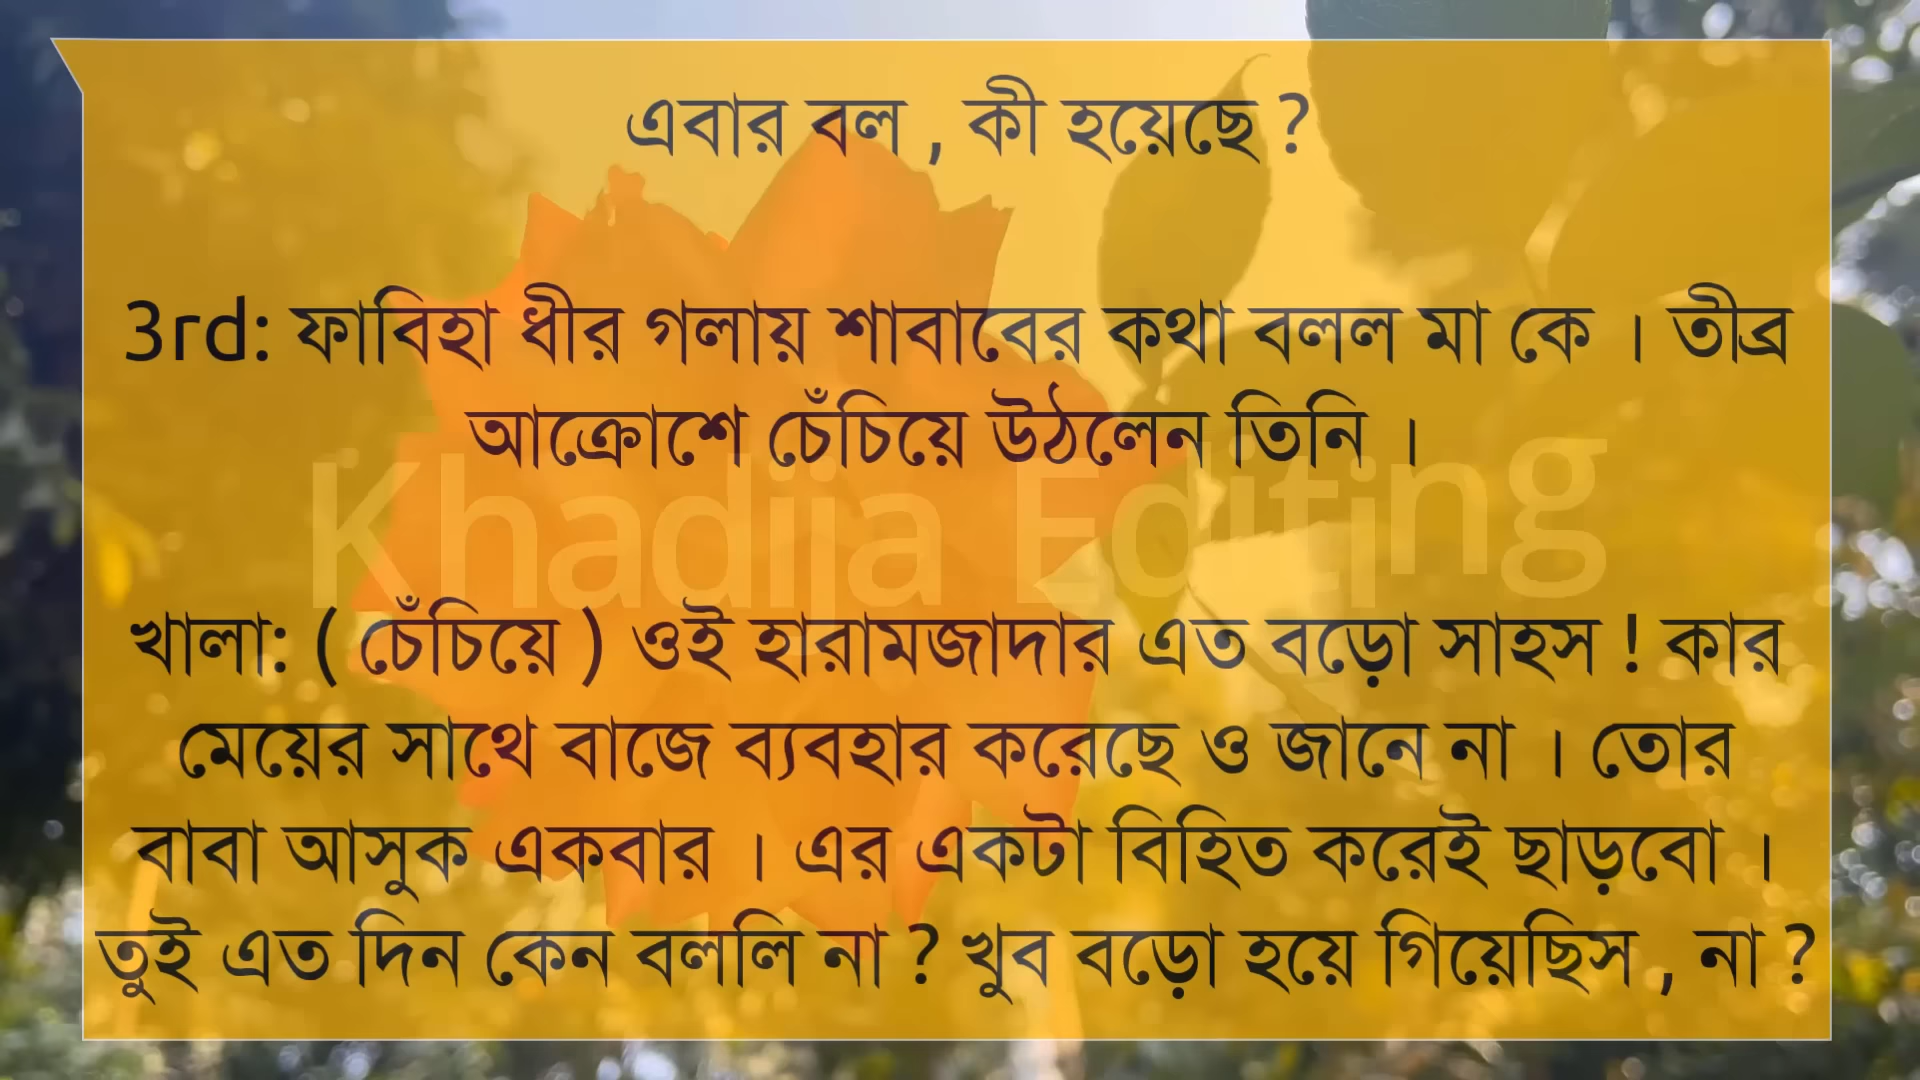 এবার বল , কী হয়েছে ?
3rd: ফাবিহা ধীর গলায় শাবাবের কথা বলল মা কে । তীব্র
আক্রোশে চেঁচিয়ে উঠলেন তিনি ।
Khadija Editing
খালা: ( চেঁচিয়ে ) ওই হারামজাদার এত বড়ো সাহস ! কার
মেয়ের সাথে বাজে ব্যবহার করেছে ও জানে না । তোর
বাবা আসুক একবার । এর একটা বিহিত করেই ছাড়বো ।
তুই এত দিন কেন বললি না ? খুব বড়ো হয়ে গিয়েছিস , না ?